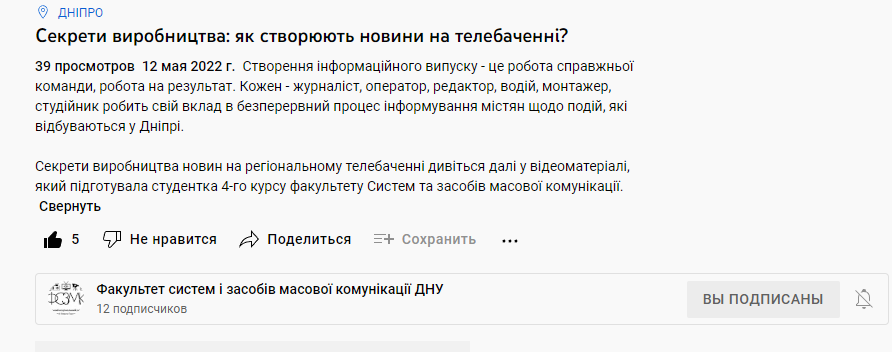 ДНІПРО
Секрети виробництва: як створюють новини на телебаченні?
39 просмотров 12 мая 2022 г. Створення інформаційного випуску - це робота справжньої
команди, робота на результат. Кожен - журналіст, оператор, редактор, водій, монтажер,
студійник робить свій вклад в безперервний процес інформування містян щодо подій, які
відбуваються у Дніпрі.
Секрети виробництва новин на регіональному телебаченні дивіться далі у відеоматеріалі,
який підготувала студентка 4-го курсу факультету Систем та засобів масової комунікації.
Свернуть
5 Не нравится Поделиться Сохранить
Факультет систем і засобів масової комунікації ДНУ
12 подписчиков
ВЫ ПОДПИСАНЫ